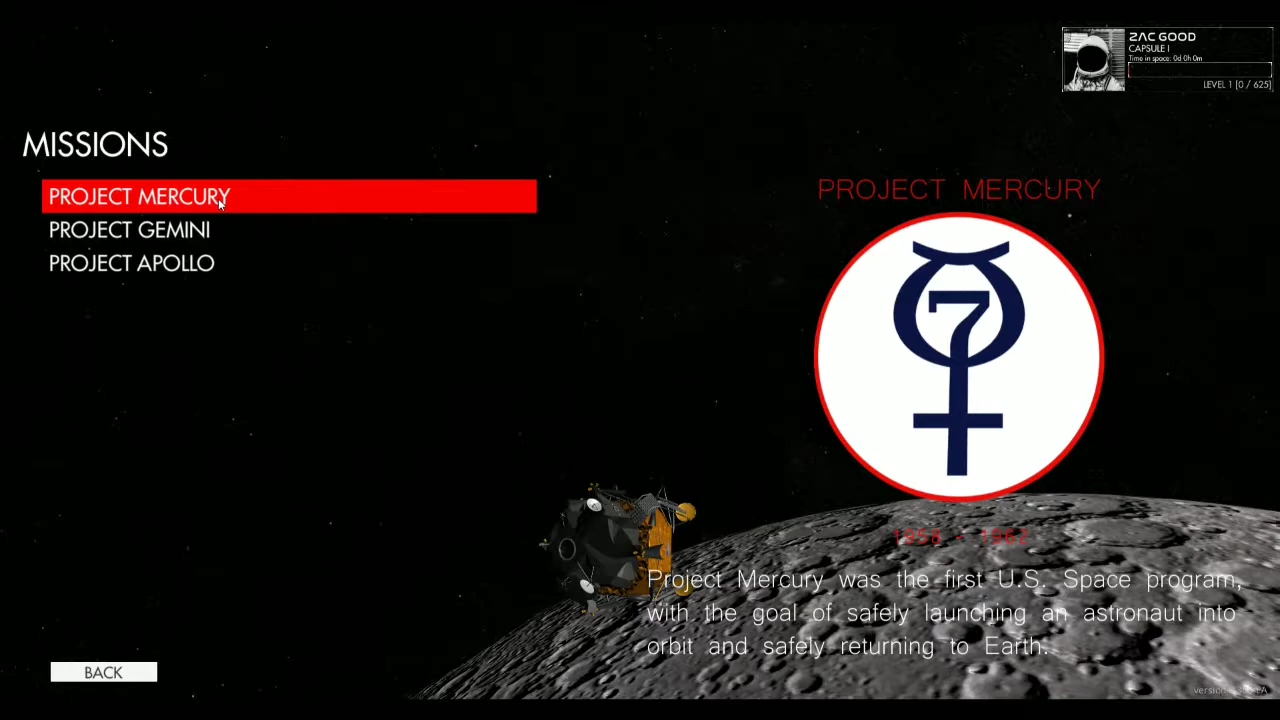 ZAC GOOD
CAPSULE I
Time in space: 0d 0h 0m
LEVEL 1 [0 / 625]
MISSIONS
PROJECT MERCURY
PROJECT GEMINI
PROJECT APOLLO
PROJECT MERCURY
7
1958 - 1962
Project Mercury was the first U.S. Space program,
with the goal of safely launching an astronaut into
orbit and safely returning to Earth.
BACK
version